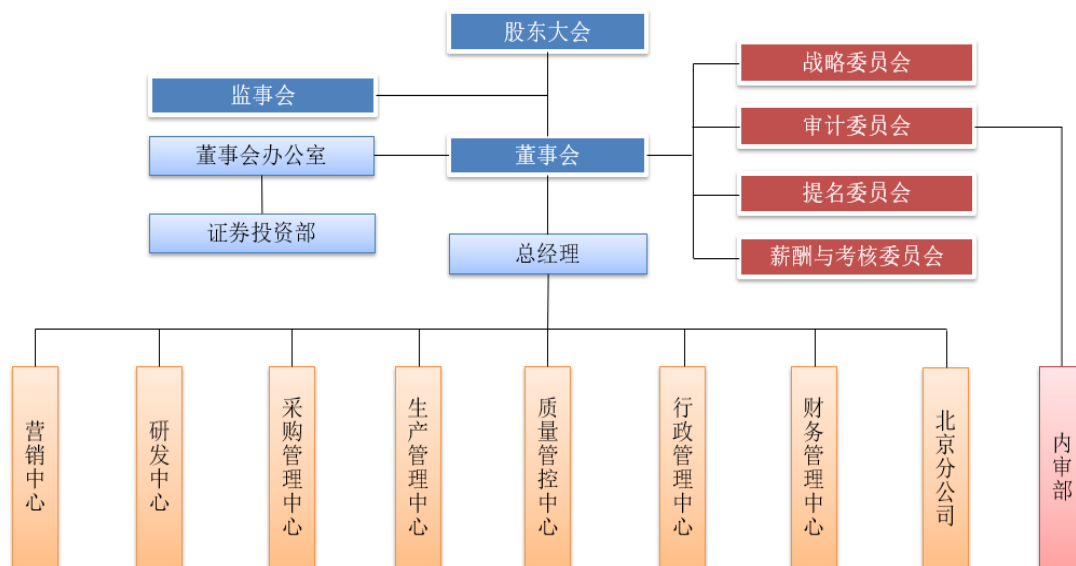 股东大会
战略委员会
监事会
审计委员会
董事会办公室
董事会
提名委员会
证券投资部
总经理
薪酬与考核委员会
营销中心
研发中心
采购管理中心
生产管理中心
质量管控中心
行政管理中心
财务管理中心
北京分公司
内审部